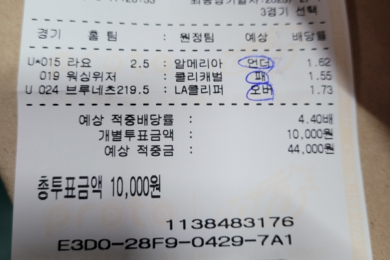 3경기 선택
경기 홈 팀 : 원정팀 예상 배당률
U*015 라요 2.5 : 알메리아 언더 1.62
019 워싱위저 : 클리캐벌 패 1.55
U 024 브루네츠219.5 : LA클리퍼 오버 1.73
예상 적중배당률 : 4.40배
개별투표금액 : 10,000원
예상 적중금 : 44,000원
총투표금액 10,000원
1138483176
E3D0-28F9-0429-7A1